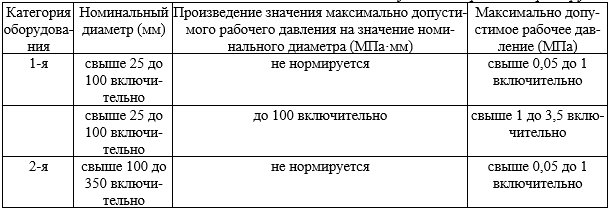 Категория Номинальный Произведение значения максимально допусти- Максимально допу-
оборудова- диаметр (мм) мого рабочего давления на значение номи- стимое рабочее дав-
ния нального диаметра (МПа·мм) ление (МПа)
1-я свыше 25 до не нормируется свыше 0,05 до 1
100 включи- включительно
тельно
свыше 25 до до 100 включительно свыше 1 до 3,5 вклю-
100 включи- чительно
тельно
2-я свыше 100 до не нормируется свыше 0,05 до 1
350 включи- включительно
тельно